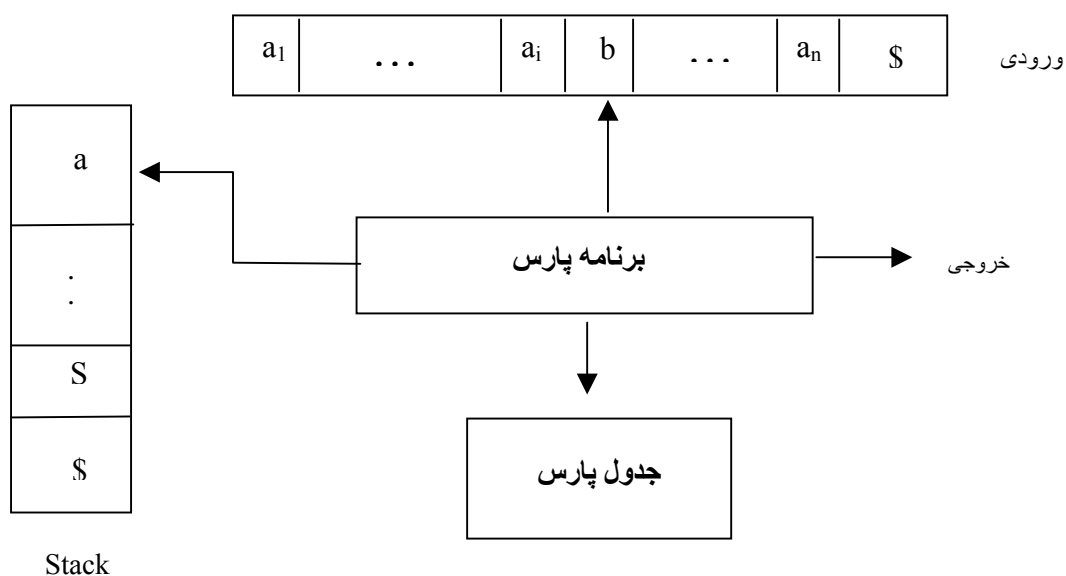 a₁ ... aᵢ b ... aₙ $ ورودی
a
برنامه پارس
خروجی
:
S
$
جدول پارس
Stack